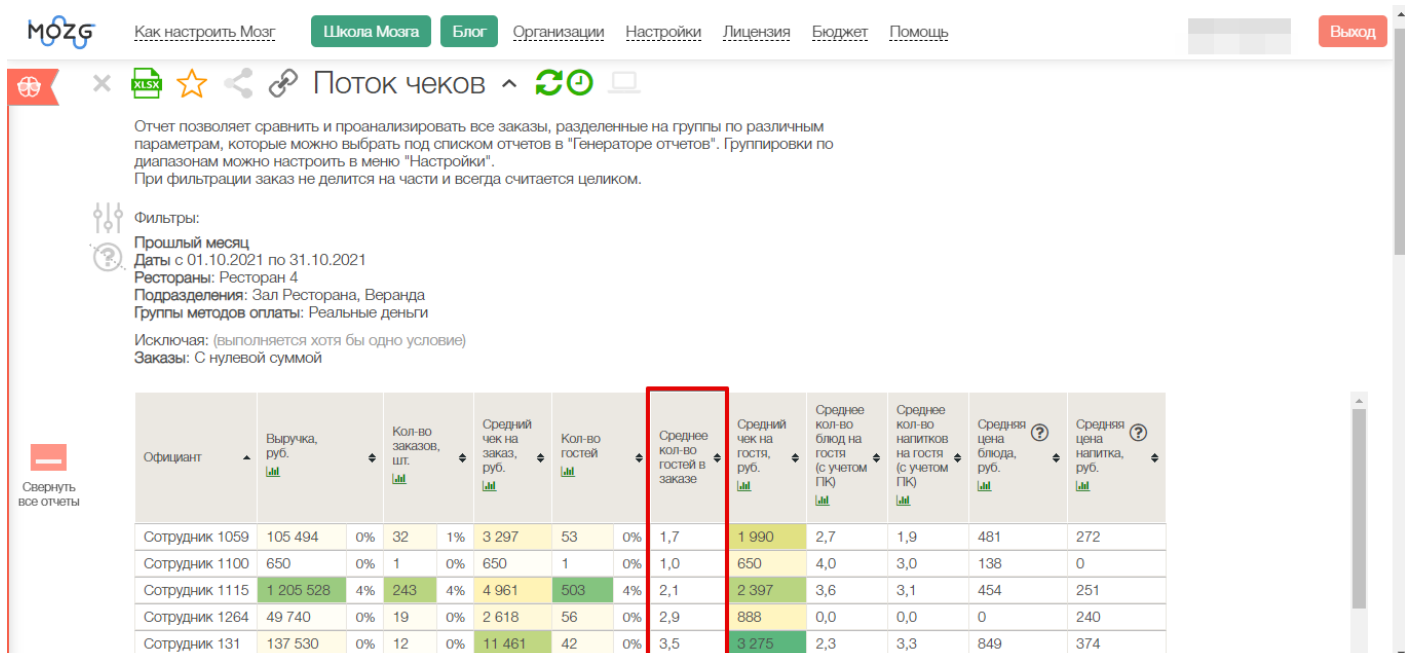 MOZG Как настроить Мозг Школа Мозга Блог Организации Настройки Лицензия Бюджет Помощь Выход
XLSX Поток чеков
Отчет позволяет сравнить и проанализировать все заказы, разделенные на группы по различным
параметрам, которые можно выбрать под списком отчетов в "Генераторе отчетов". Группировки по
диапазонам можно настроить в меню "Настройки".
При фильтрации заказ не делится на части и всегда считается целиком.
Фильтры:
Прошлый месяц
Даты с 01.10.2021 по 31.10.2021
Рестораны: Ресторан 4
Подразделения: Зал Ресторана, Веранда
Группы методов оплаты: Реальные деньги
Исключая: (выполняется хотя бы одно условие)
Заказы: С нулевой суммой
Свернуть
все отчеты
Официант
Выручка,
руб.
Кол-во
заказов,
шт.
Средний
чек на
заказ,
руб.
Кол-во
гостей
Среднее
кол-во
гостей в
заказе
Средний
чек на
гостя,
руб.
Среднее
кол-во
блюд на
гостя
(с учетом
ПК)
Среднее
кол-во
напитков
на гостя
(с учетом
ПК)
Средняя ?
цена
блюда,
руб.
Средняя ?
цена
напитка,
руб.
Сотрудник 1059 105 494 0% 32 1% 3 297 53 0% 1,7 1 990 2,7 1,9 481 272
Сотрудник 1100 650 0% 1 0% 650 1 0% 1,0 650 4,0 3,0 138 0
Сотрудник 1115 1 205 528 4% 243 4% 4 961 503 4% 2,1 2 397 3,6 3,1 454 251
Сотрудник 1264 49 740 0% 19 0% 2 618 56 0% 2,9 888 0,0 0,0 0 240
Сотрудник 131 137 530 0% 12 0% 11 461 42 0% 3,5 3 275 2,3 3,3 849 374